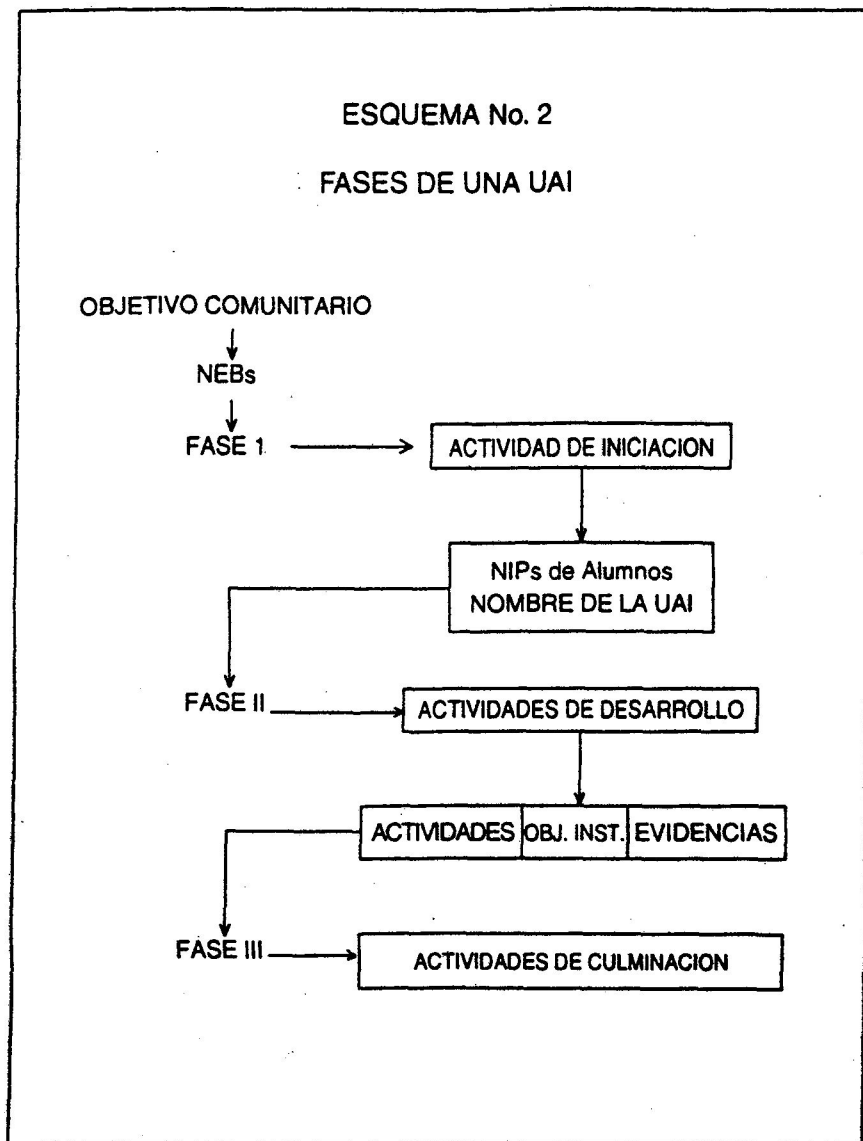 ESQUEMA No. 2
FASES DE UNA UAI
OBJETIVO COMUNITARIO
NEBs
FASE 1
ACTIVIDAD DE INICIACION
NIPs de Alumnos
NOMBRE DE LA UAI
FASE II
ACTIVIDADES DE DESARROLLO
ACTIVIDADES OBJ. INST. EVIDENCIAS
FASE III
ACTIVIDADES DE CULMINACION